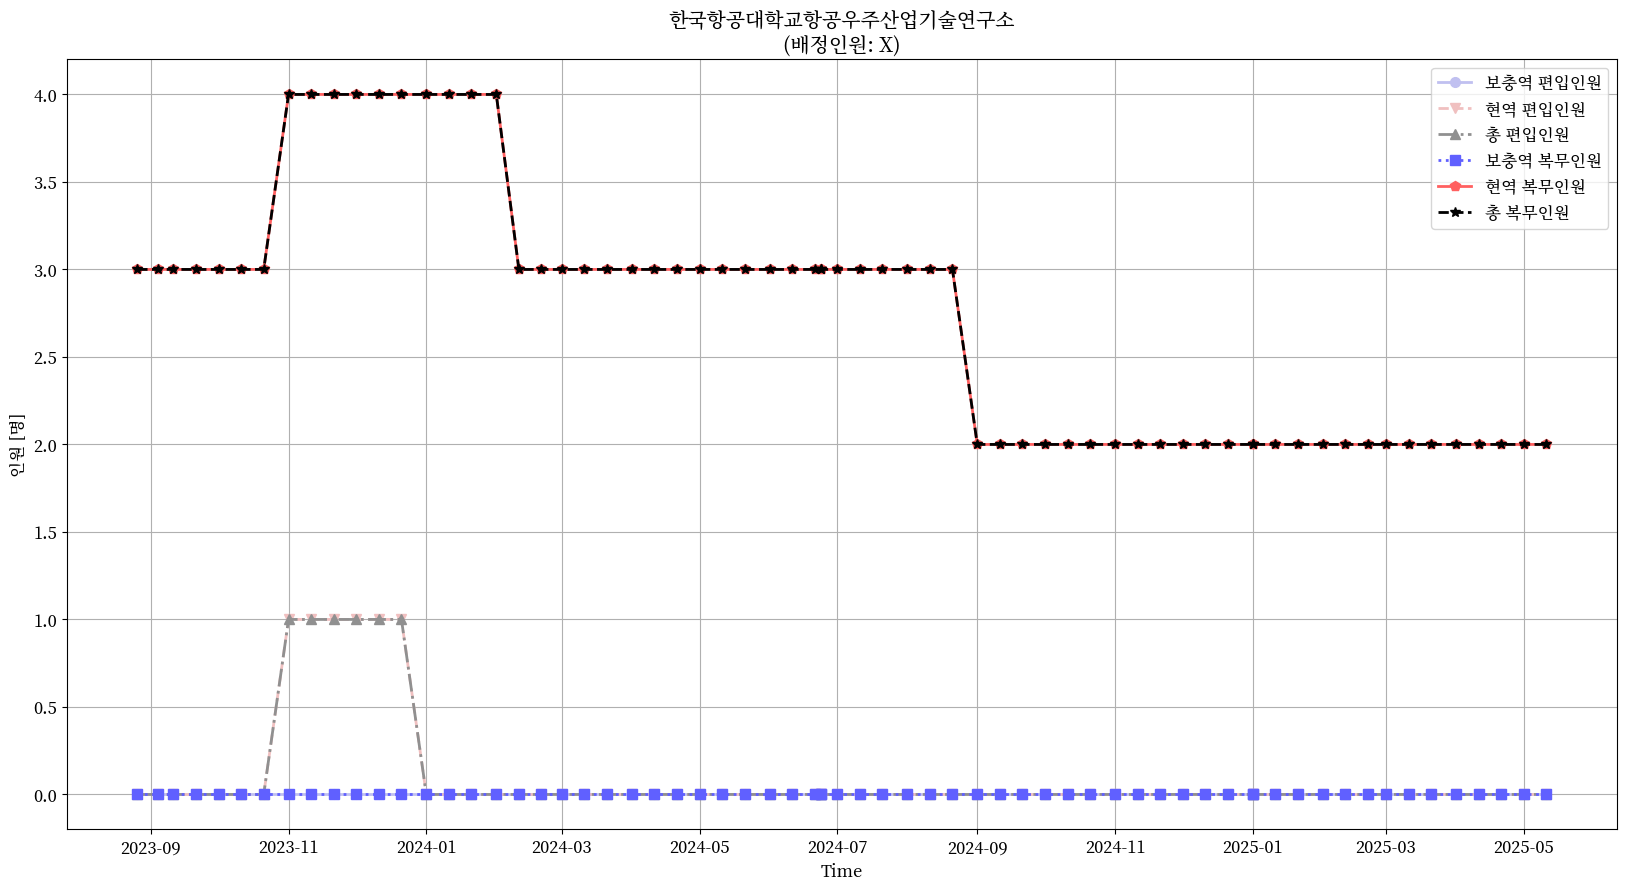 한국항공대학교항공우주산업기술연구소
(배정인원: X)
보충역 편입인원
현역 편입인원
총 편입인원
보충역 복무인원
현역 복무인원
총 복무인원
인원 [명]
4.0
3.5
3.0
2.5
2.0
1.5
1.0
0.5
0.0
2023-09 2023-11 2024-01 2024-03 2024-05 2024-07 2024-09 2024-11 2025-01 2025-03 2025-05
Time